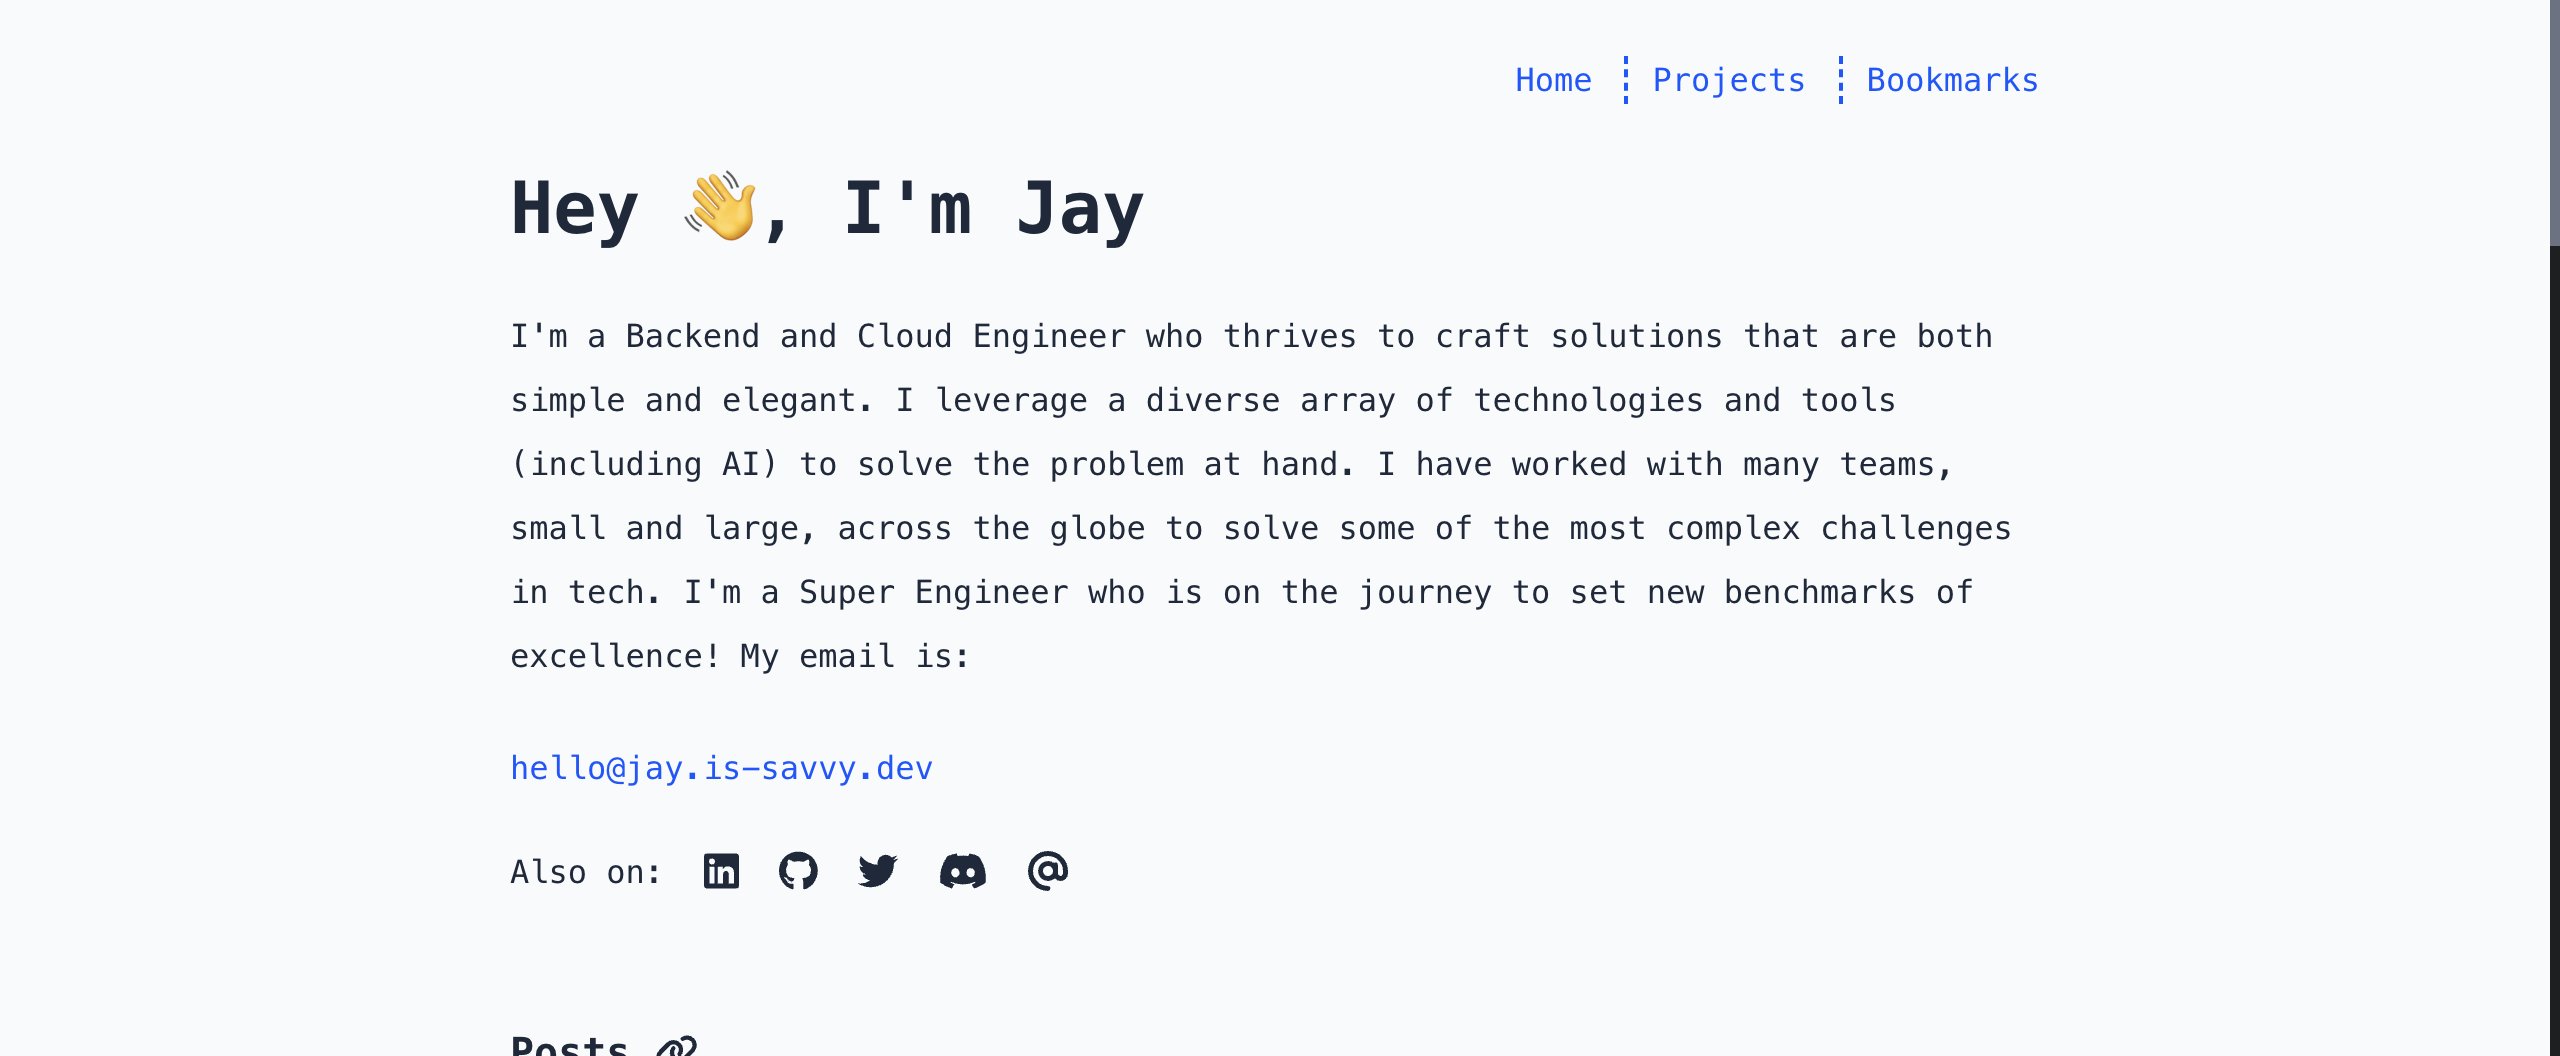 Home Projects Bookmarks
Hey 👋, I'm Jay
I'm a Backend and Cloud Engineer who thrives to craft solutions that are both
simple and elegant. I leverage a diverse array of technologies and tools
(including AI) to solve the problem at hand. I have worked with many teams,
small and large, across the globe to solve some of the most complex challenges
in tech. I'm a Super Engineer who is on the journey to set new benchmarks of
excellence! My email is:
hello@jay.is-savvy.dev
Also on:
Posts